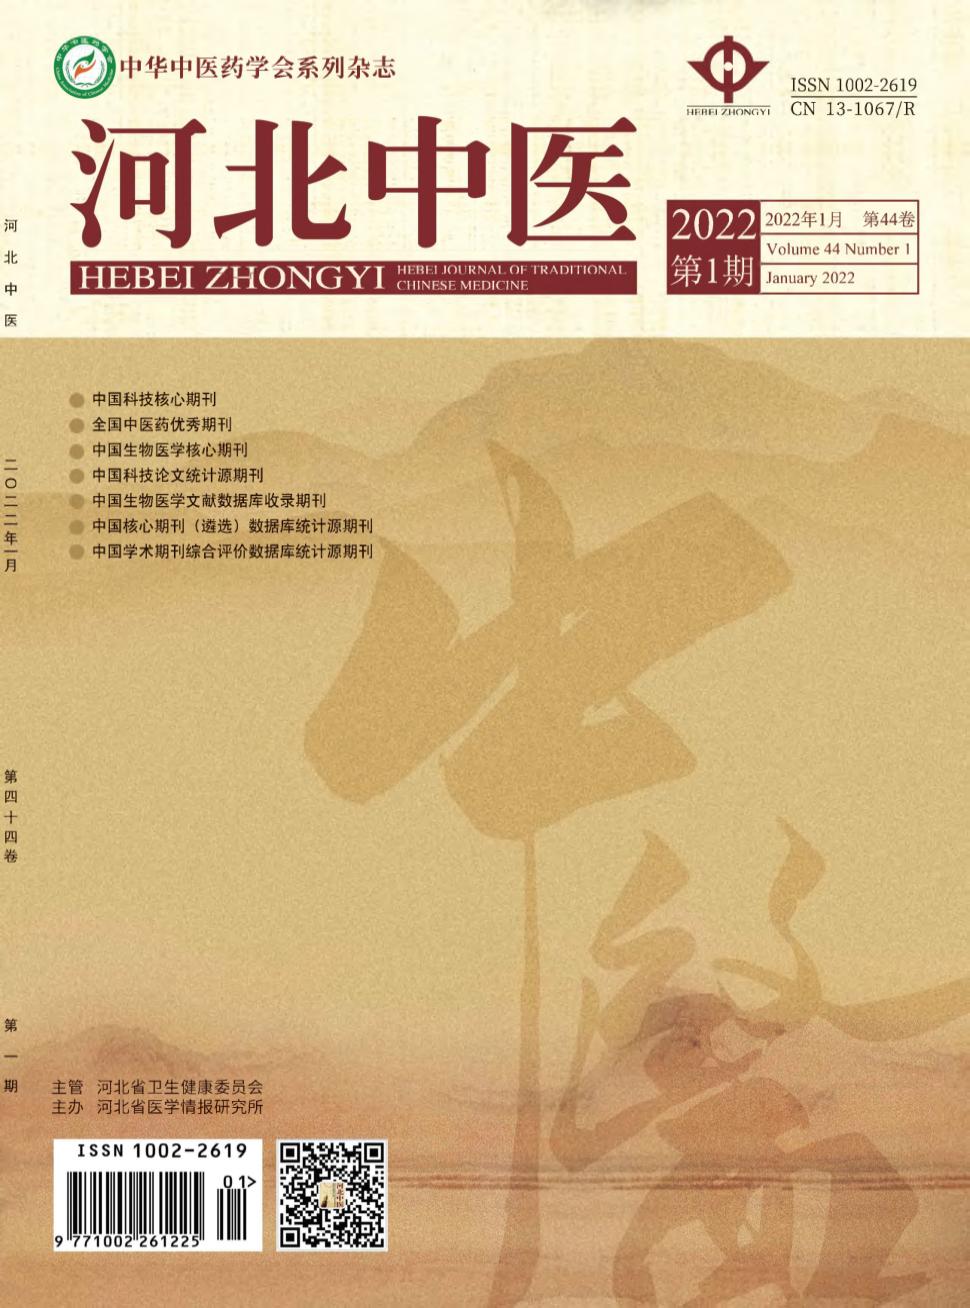 中华中医药学会系列杂志
HEBEI ZHONGYI
ISSN 1002-2619
CN 13-1067/R
河北中医
HEBEI ZHONGYI
HEBEI JOURNAL OF TRADITIONAL
CHINESE MEDICINE
2022
第1期
2022年1月 第44卷
Volume 44 Number 1
January 2022
河北中医
二〇二二年一月
第四十四卷
第一期
中国科技核心期刊
全国中医药优秀期刊
中国生物医学核心期刊
中国科技论文统计源期刊
中国生物医学文献数据库收录期刊
中国核心期刊（遴选）数据库统计源期刊
中国学术期刊综合评价数据库统计源期刊
中醫
主管 河北省卫生健康委员会
主办 河北省医学情报研究所
ISSN 1002-2619
01>
9 771002 261225
河北中医